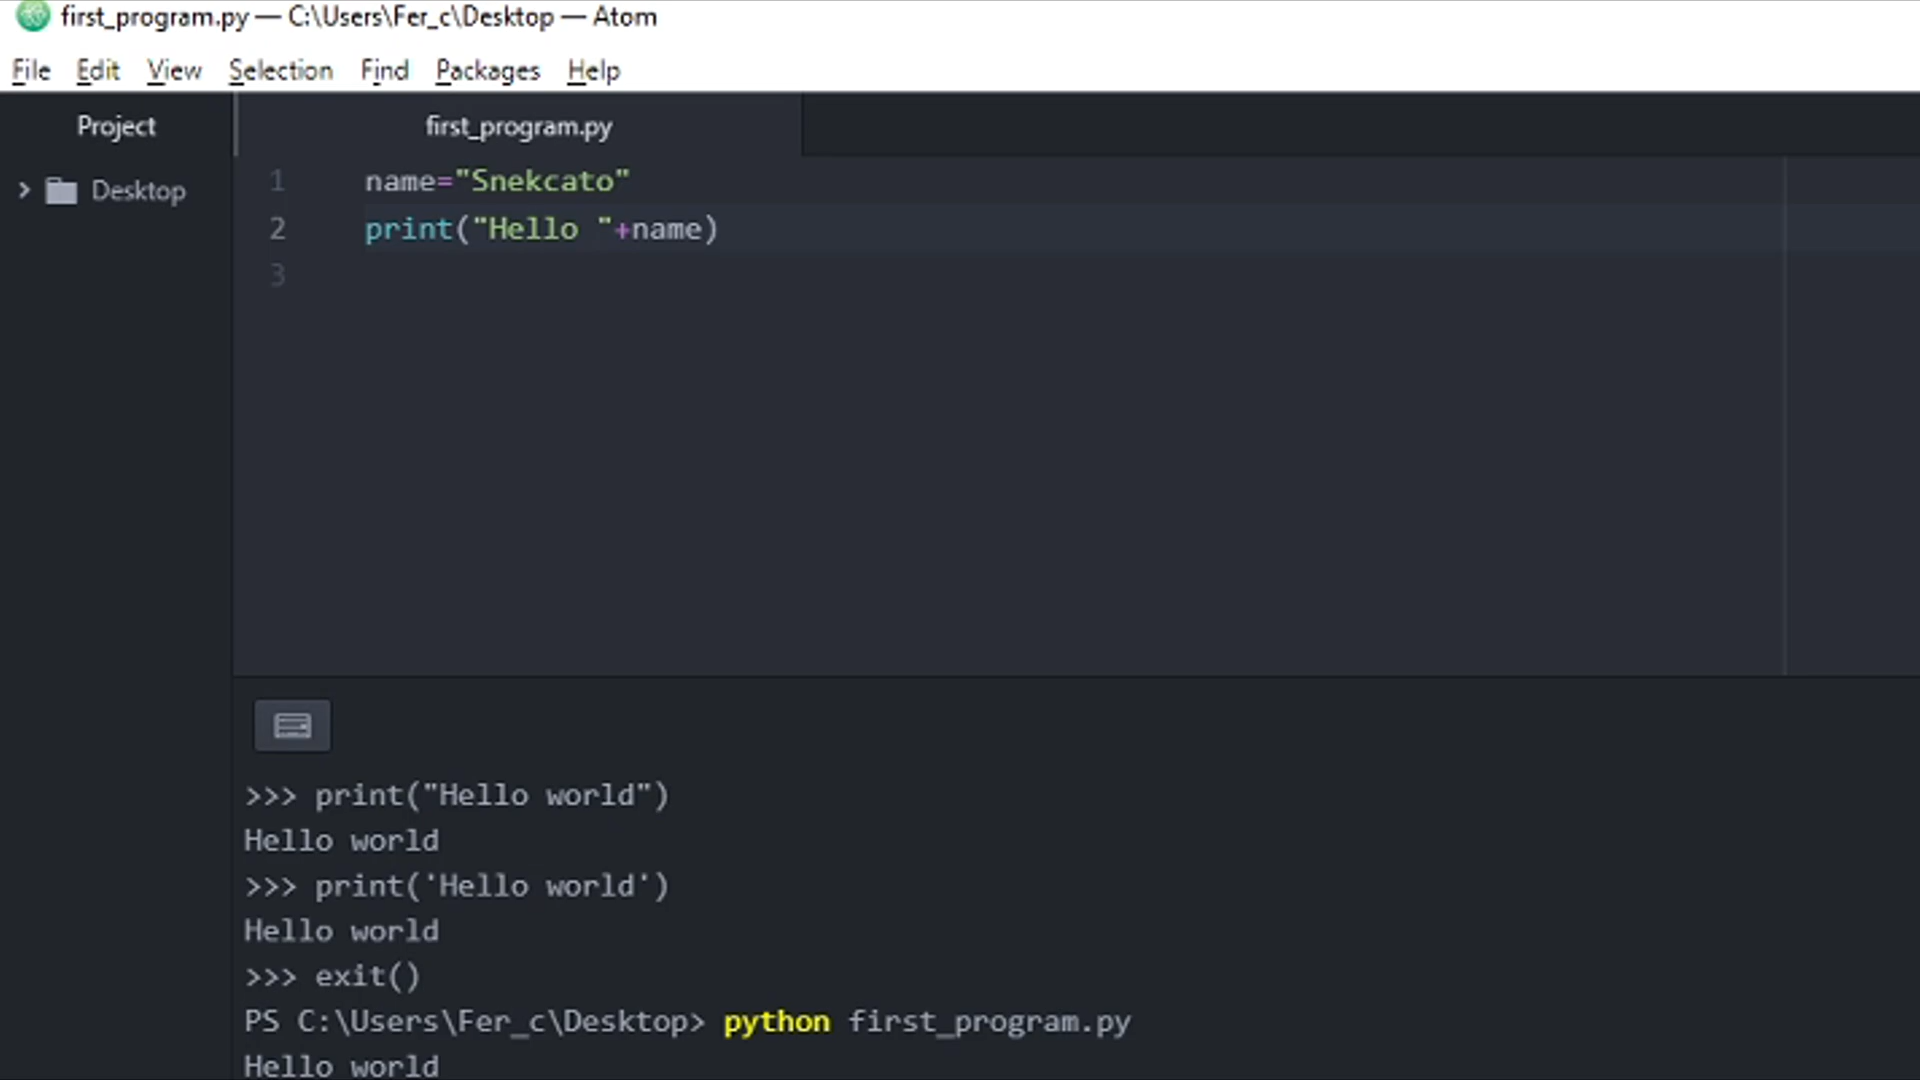 first_program.py — C:\Users\Fer_c\Desktop — Atom
File Edit View Selection Find Packages Help
Project
first_program.py
Desktop
1 name="Snekcato"
2 print("Hello "+name)
3
>>> print("Hello world")
Hello world
>>> print('Hello world')
Hello world
>>> exit()
PS C:\Users\Fer_c\Desktop> python first_program.py
Hello world